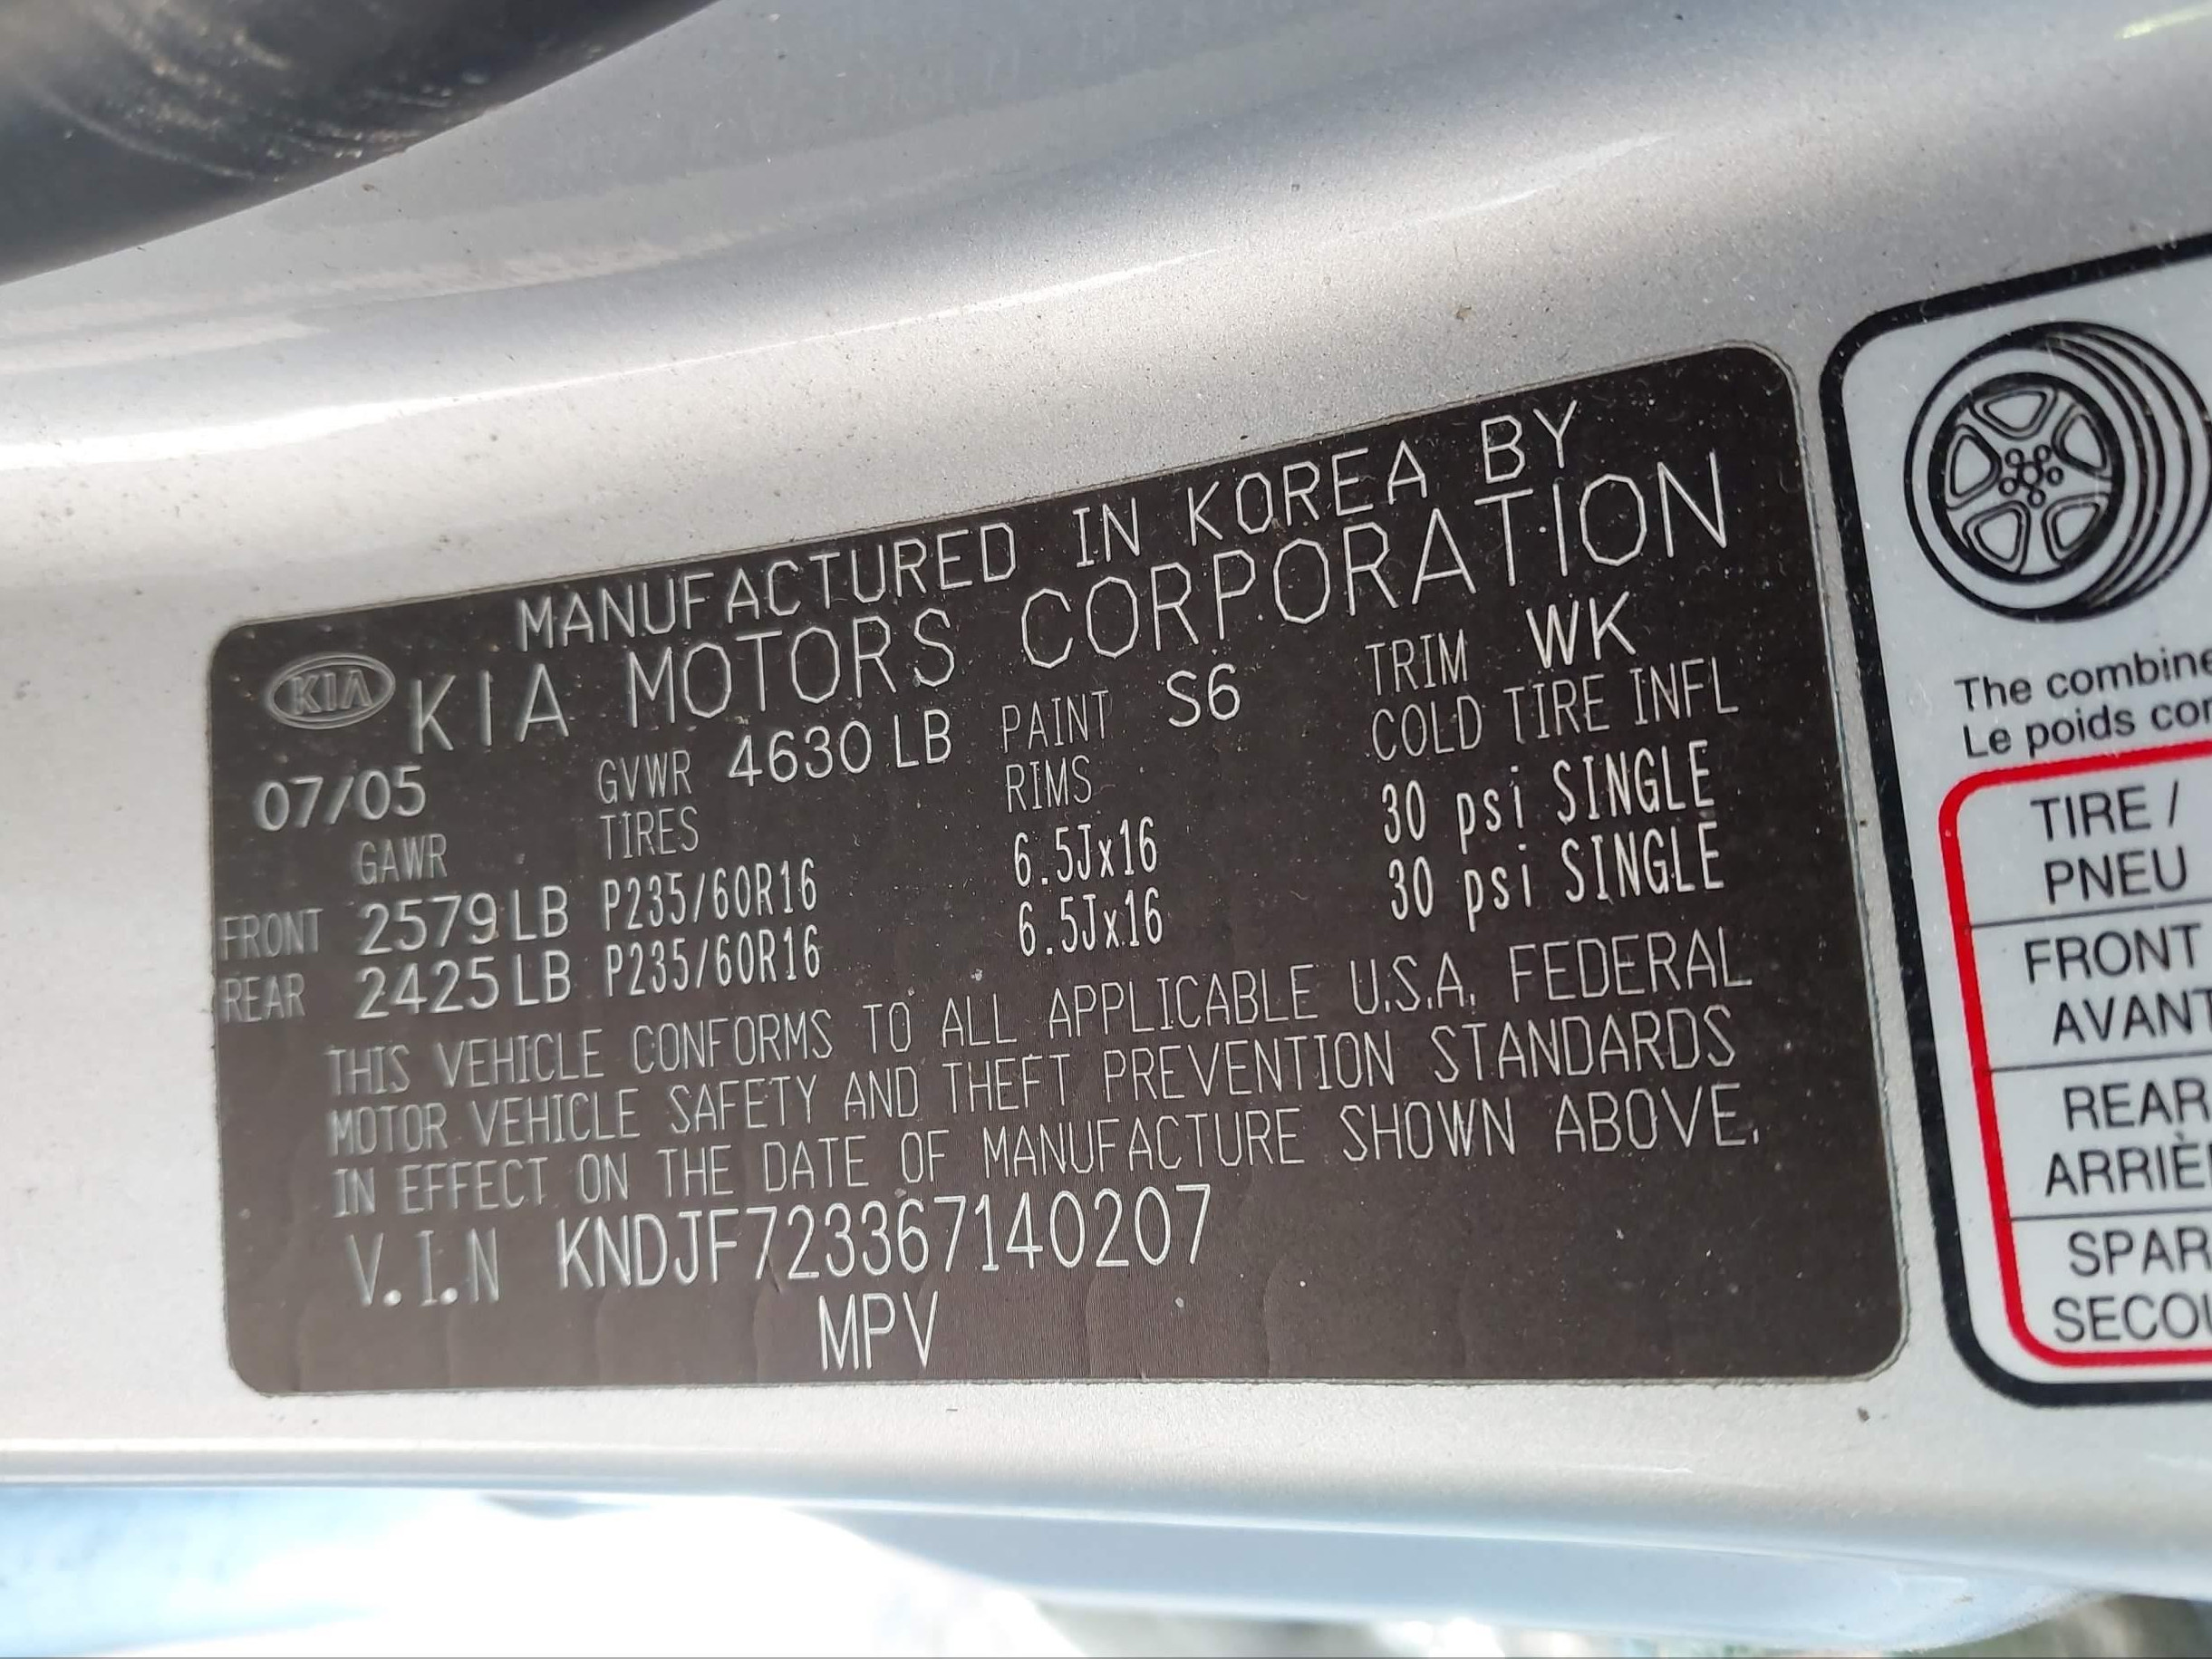 MANUFACTURED IN KOREA BY
KIA KIA MOTORS CORPORATION
07/05 GVWR 4630 LB PAINT S6 TRIM WK
GAWR TIRES RIMS COLD TIRE INFL
FRONT 2579 LB P235/60R16 6.5Jx16 30 psi SINGLE
REAR 2425 LB P235/60R16 6.5Jx16 30 psi SINGLE
THIS VEHICLE CONFORMS TO ALL APPLICABLE U.S.A. FEDERAL
MOTOR VEHICLE SAFETY AND THEFT PREVENTION STANDARDS
IN EFFECT ON THE DATE OF MANUFACTURE SHOWN ABOVE.
V.I.N KNDJF723367140207
MPV
The combine
Le poids
TIRE /
PNEU
FRONT
AVANT
REAR